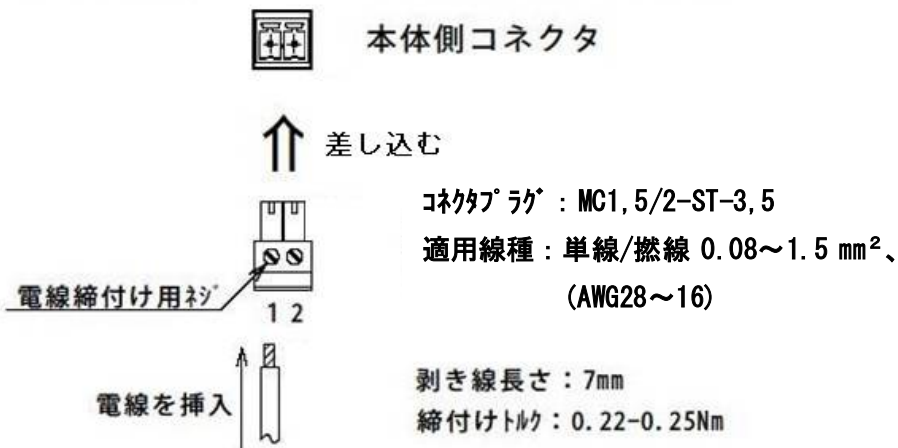 本体側コネクタ
差し込む
ｺﾈｸﾀﾌﾟﾗｸﾞ：MC1,5/2-ST-3,5
適用線種：単線/撚線 0.08～1.5 mm²、
(AWG28～16)
電線締付け用ﾈｼﾞ
1 2
電線を挿入
剥き線長さ：7mm
締付けﾄﾙｸ：0.22-0.25Nm